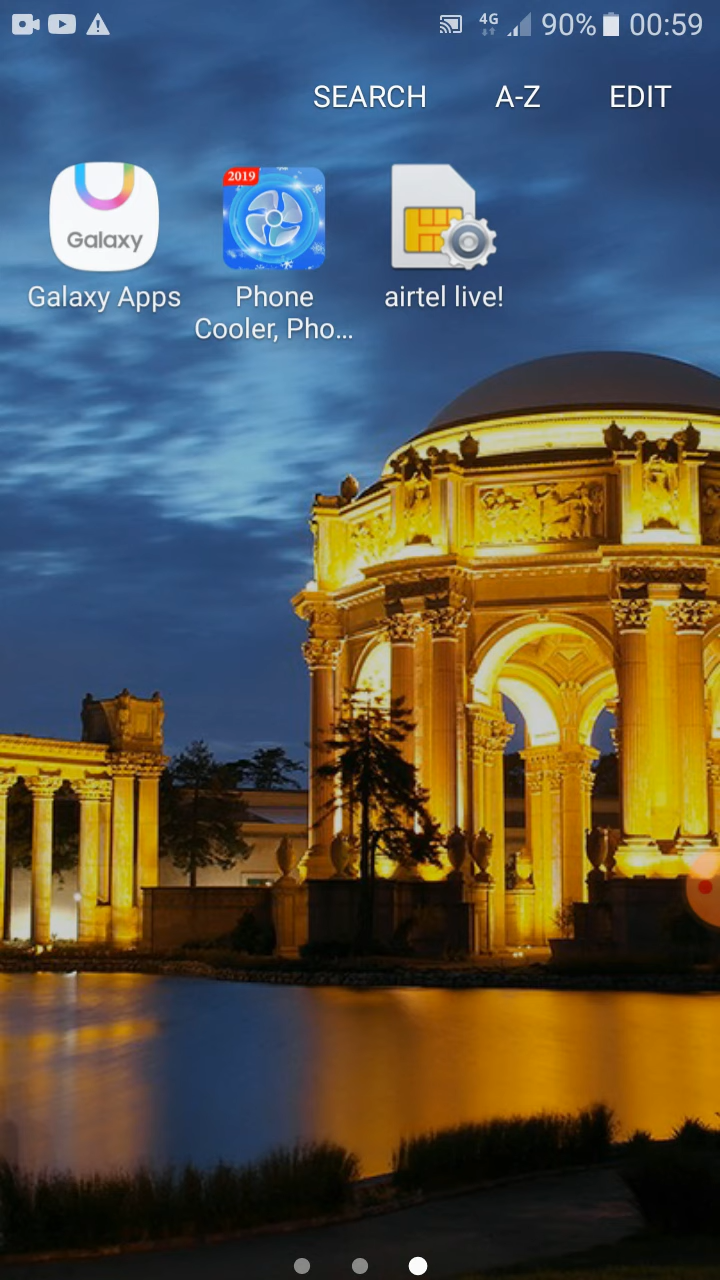 4G 90% 00:59
SEARCH A-Z EDIT
2019
Galaxy
Galaxy Apps
Phone
Cooler, Pho...
airtel live!